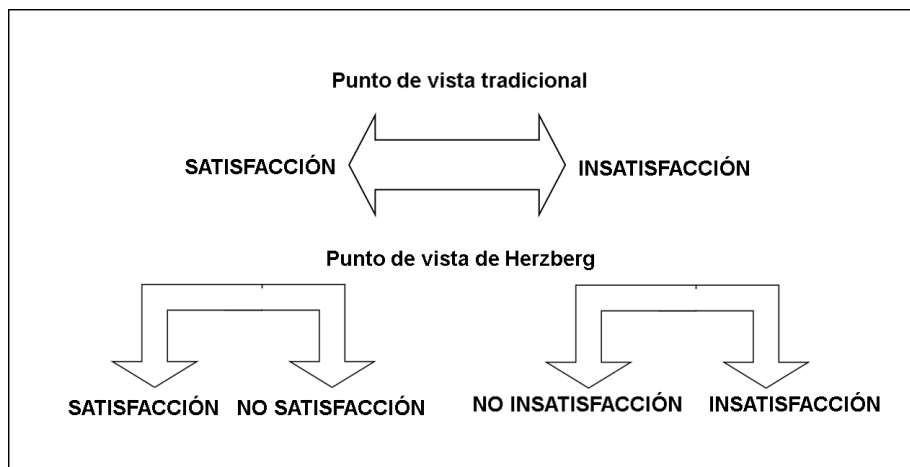 Punto de vista tradicional
SATISFACCIÓN
INSATISFACCIÓN
Punto de vista de Herzberg
SATISFACCIÓN
NO SATISFACCIÓN
NO INSATISFACCIÓN
INSATISFACCIÓN